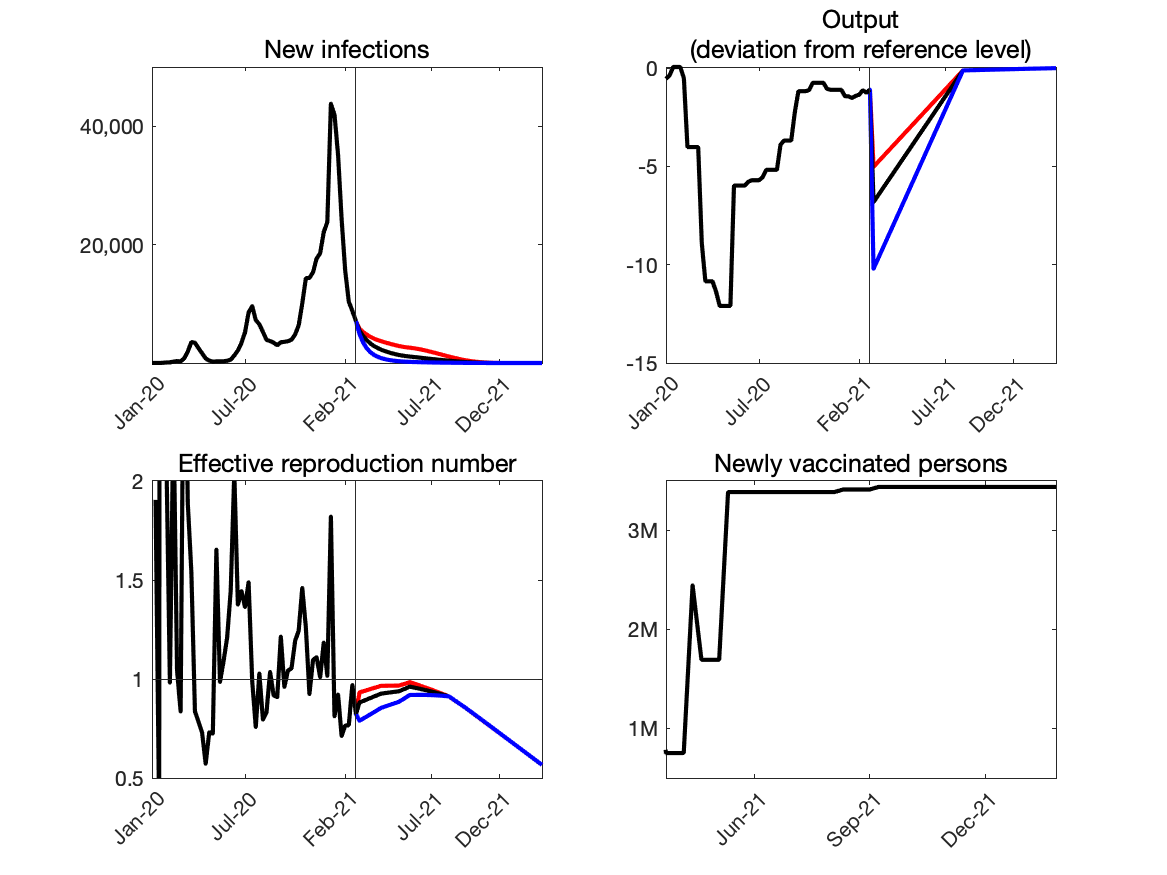 New infections
40,000
20,000
Jan-20
Jul-20
Feb-21
Jul-21
Dec-21
Output
(deviation from reference level)
0
-5
-10
-15
Jan-20
Jul-20
Feb-21
Jul-21
Dec-21
Effective reproduction number
2
1.5
1
0.5
Jan-20
Jul-20
Feb-21
Jul-21
Dec-21
Newly vaccinated persons
3M
2M
1M
Jun-21
Sep-21
Dec-21